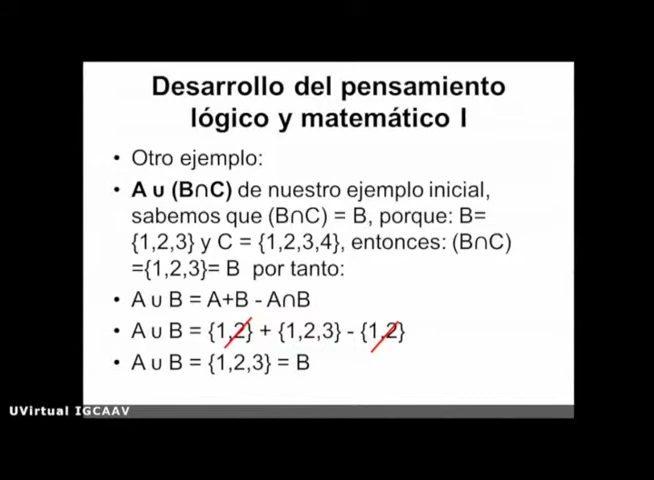 Desarrollo del pensamiento
lógico y matemático I
• Otro ejemplo:
• A ∪ (B∩C) de nuestro ejemplo inicial,
sabemos que (B∩C) = B, porque: B=
{1,2,3} y C = {1,2,3,4}, entonces: (B∩C)
={1,2,3}= B por tanto:
• A ∪ B = A+B - A∩B
• A ∪ B = {1,2} + {1,2,3} - {1,2}
• A ∪ B = {1,2,3} = B
UVirtual IGCAAV